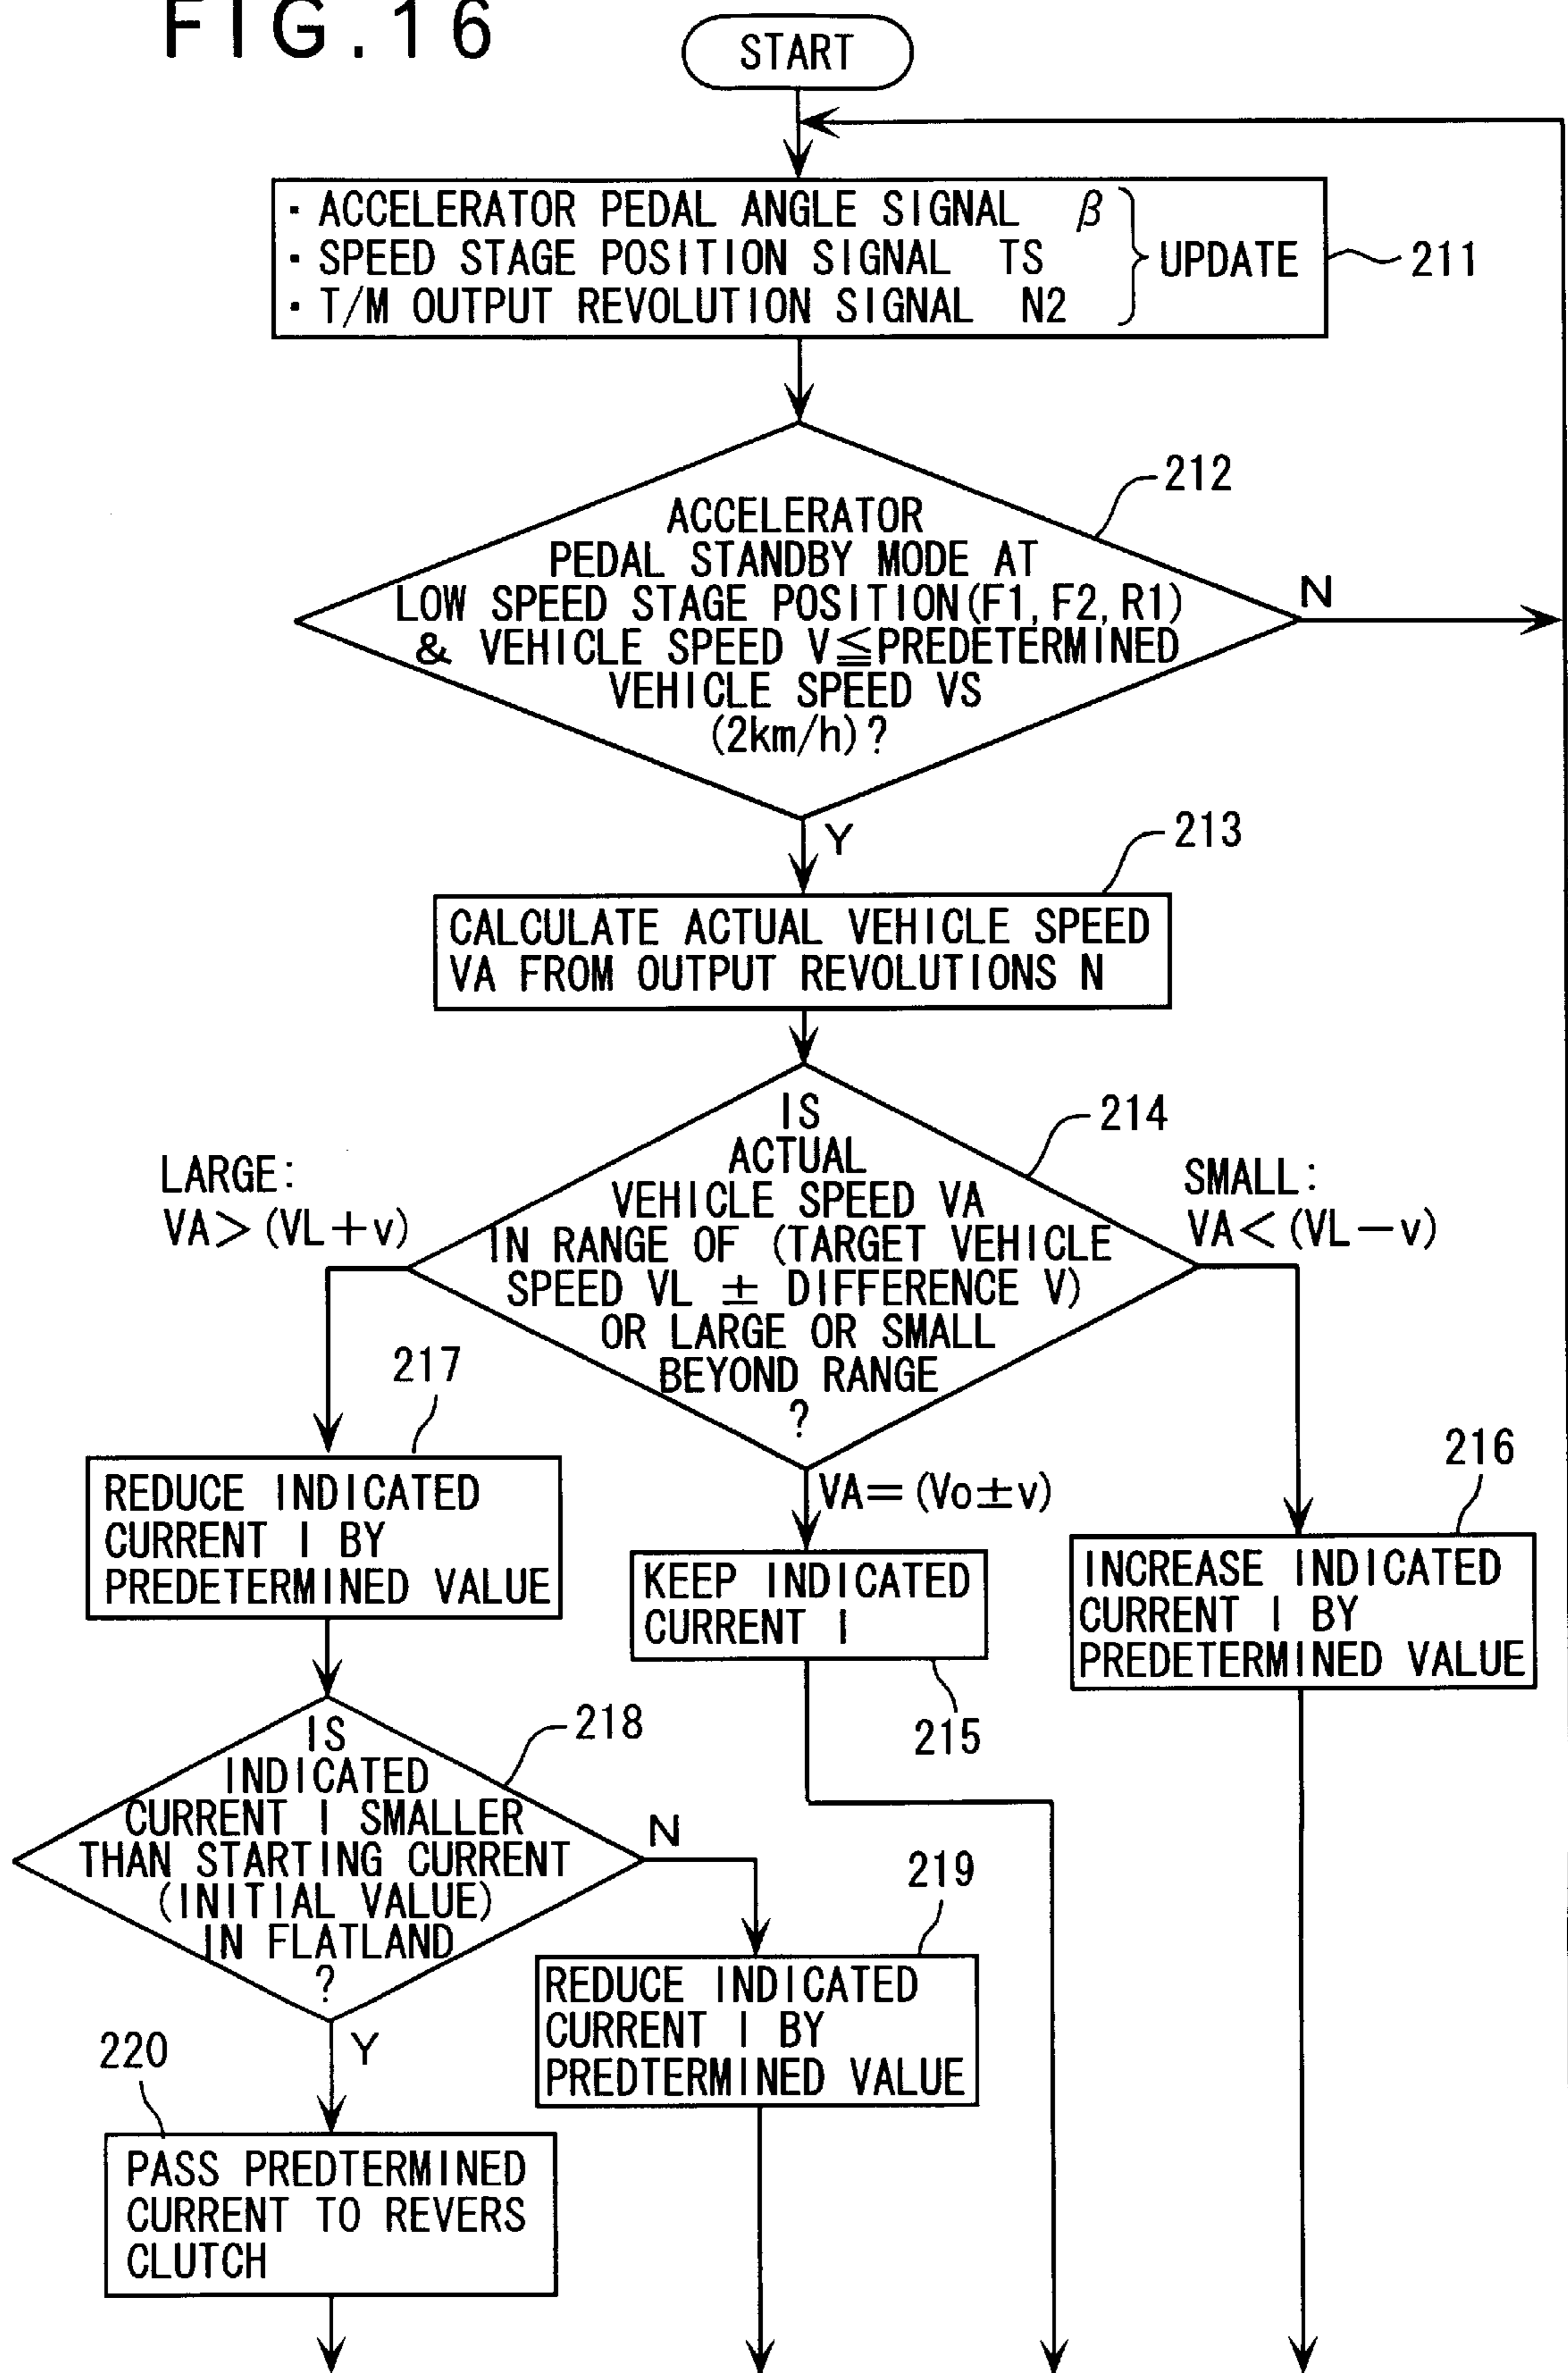 FIG.16
START
· ACCELERATOR PEDAL ANGLE SIGNAL β
· SPEED STAGE POSITION SIGNAL TS
· T/M OUTPUT REVOLUTION SIGNAL N2
UPDATE
211
212
ACCELERATOR
PEDAL STANDBY MODE AT
LOW SPEED STAGE POSITION(F1,F2,R1)
& VEHICLE SPEED V≦PREDETERMINED
VEHICLE SPEED VS
(2km/h)?
N
Y
213
CALCULATE ACTUAL VEHICLE SPEED
VA FROM OUTPUT REVOLUTIONS N
214
IS
ACTUAL
VEHICLE SPEED VA
IN RANGE OF (TARGET VEHICLE
SPEED VL ± DIFFERENCE V)
OR LARGE OR SMALL
BEYOND RANGE
?
LARGE:
VA>(VL+v)
SMALL:
VA<(VL−v)
VA=(Vo±v)
217
REDUCE INDICATED
CURRENT I BY
PREDETERMINED VALUE
KEEP INDICATED
CURRENT I
215
216
INCREASE INDICATED
CURRENT I BY
PREDETERMINED VALUE
218
IS
INDICATED
CURRENT I SMALLER
THAN STARTING CURRENT
(INITIAL VALUE)
IN FLATLAND
?
N
Y
219
REDUCE INDICATED
CURRENT I BY
PREDTERMINED VALUE
220
PASS PREDTERMINED
CURRENT TO REVERS
CLUTCH